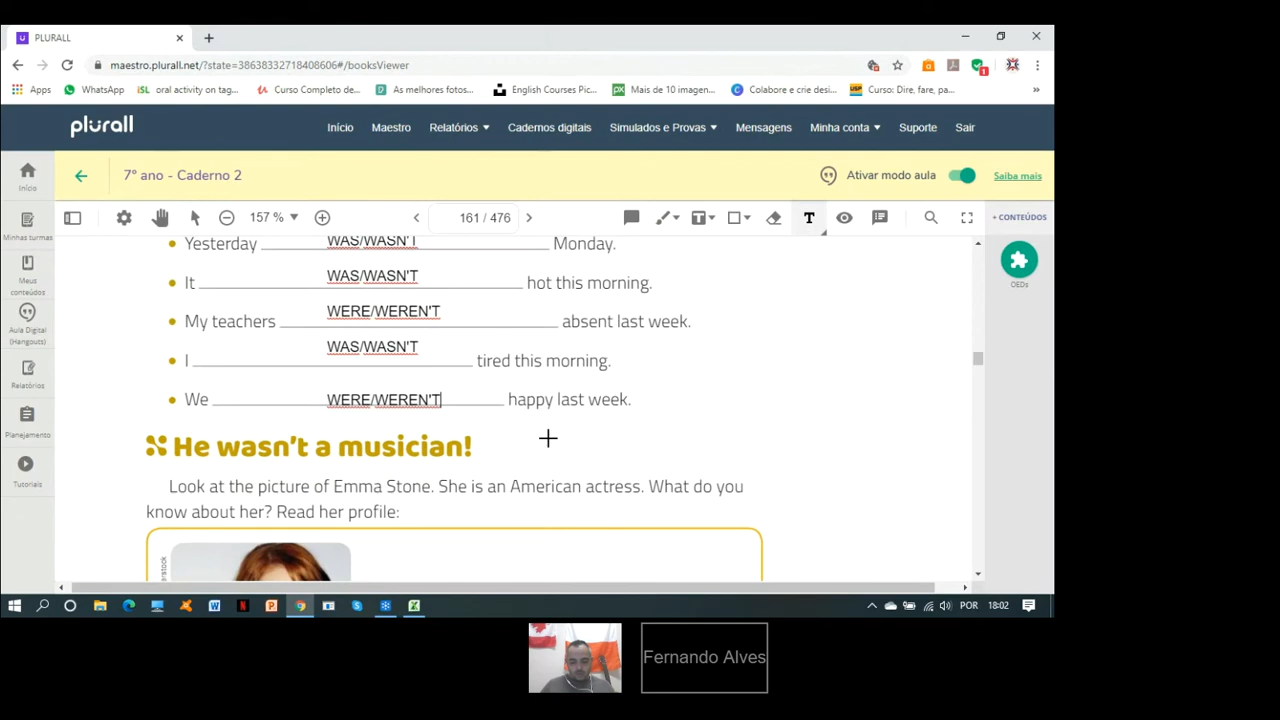 PLURALL
maestro.plurall.net/?state=38638332718408606#/booksViewer
Apps WhatsApp iSL oral activity on tag... Curso Completo de... As melhores fotos... English Courses Pic... Mais de 10 imagen... Colabore e crie desi... USP Curso: Dire, fare, pa... »
plurall Início Maestro Relatórios Cadernos digitais Simulados e Provas Mensagens Minha conta Suporte Sair
7º ano - Caderno 2 Ativar modo aula Saiba mais
157 % 161 / 476 T + CONTEÚDOS
Início
Minhas turmas
Meus conteúdos
Aula Digital (Hangouts)
Relatórios
Planejamento
Tutoriais
OEDs
• Yesterday WAS/WASN'T Monday.
• It WAS/WASN'T hot this morning.
• My teachers WERE/WEREN'T absent last week.
• I WAS/WASN'T tired this morning.
• We WERE/WEREN'T happy last week.
He wasn't a musician!
Look at the picture of Emma Stone. She is an American actress. What do you
know about her? Read her profile:
POR 18:02
Fernando Alves